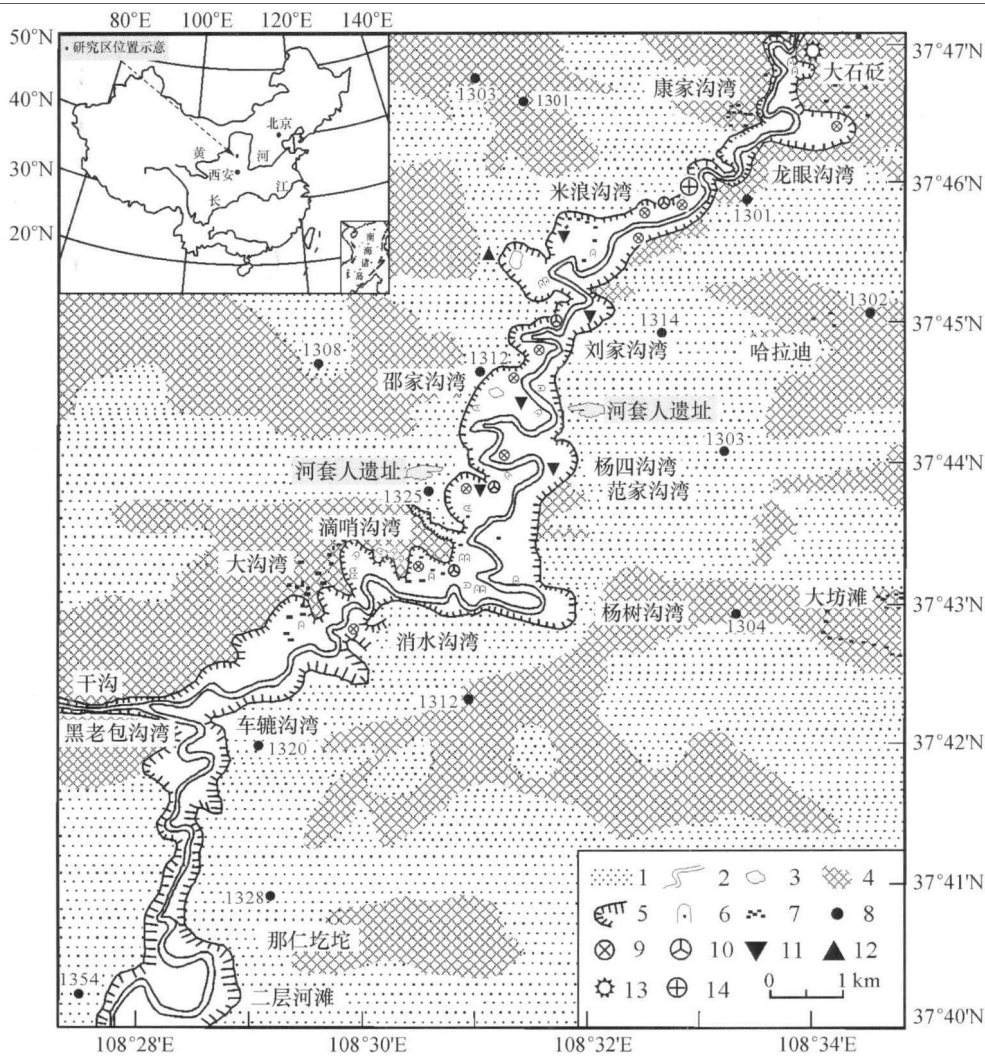 80°E 100°E 120°E 140°E
50°N
40°N
30°N
20°N
•研究区位置示意
北京
黄
河
西安
长
江
南
海
诸
岛
37°47'N
37°46'N
37°45'N
37°44'N
37°43'N
37°42'N
37°41'N
37°40'N
大石砭
康家沟湾
1303
1301
龙眼沟湾
米浪沟湾
1301
1302
1314
刘家沟湾
哈拉迪
1308
1312
邵家沟湾
河套人遗址
1303
杨四沟湾
河套人遗址
范家沟湾
1325
滴哨沟湾
大沟湾
大坊滩
杨树沟湾
1304
消水沟湾
干沟
1312
黑老包沟湾
车辘沟湾
1320
1328
那仁圪坨
1354
二层河滩
1 2 3 4
5 6 7 8
9 10 11 12
13 14 0 1 km
108°28'E 108°30'E 108°32'E 108°34'E